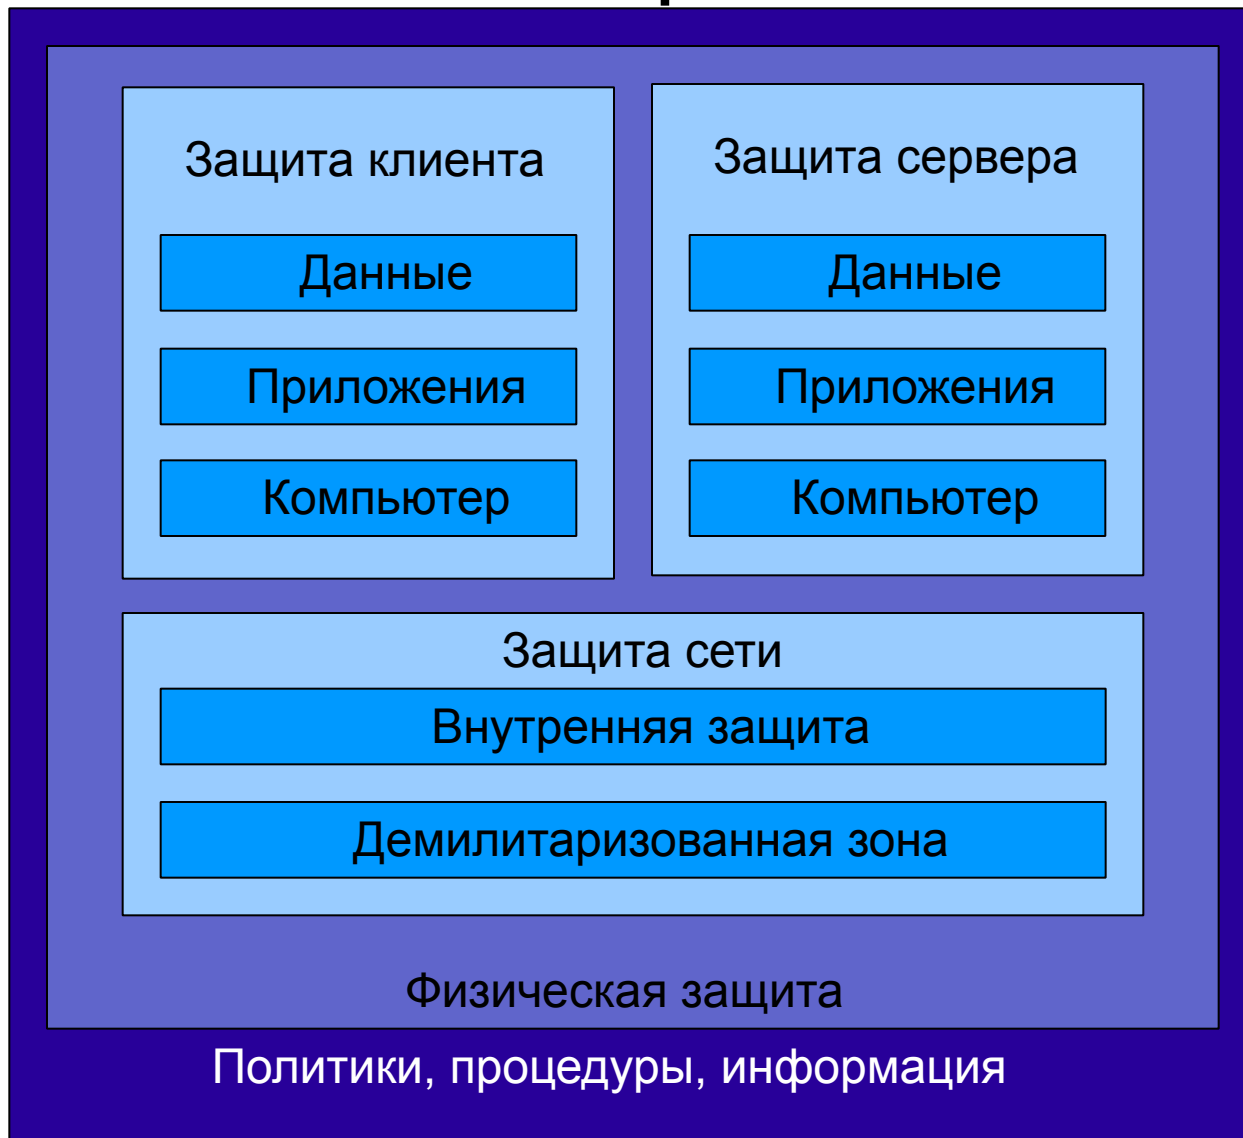 Защита клиента
Данные
Приложения
Компьютер
Защита сервера
Данные
Приложения
Компьютер
Защита сети
Внутренняя защита
Демилитаризованная зона
Физическая защита
Политики, процедуры, информация